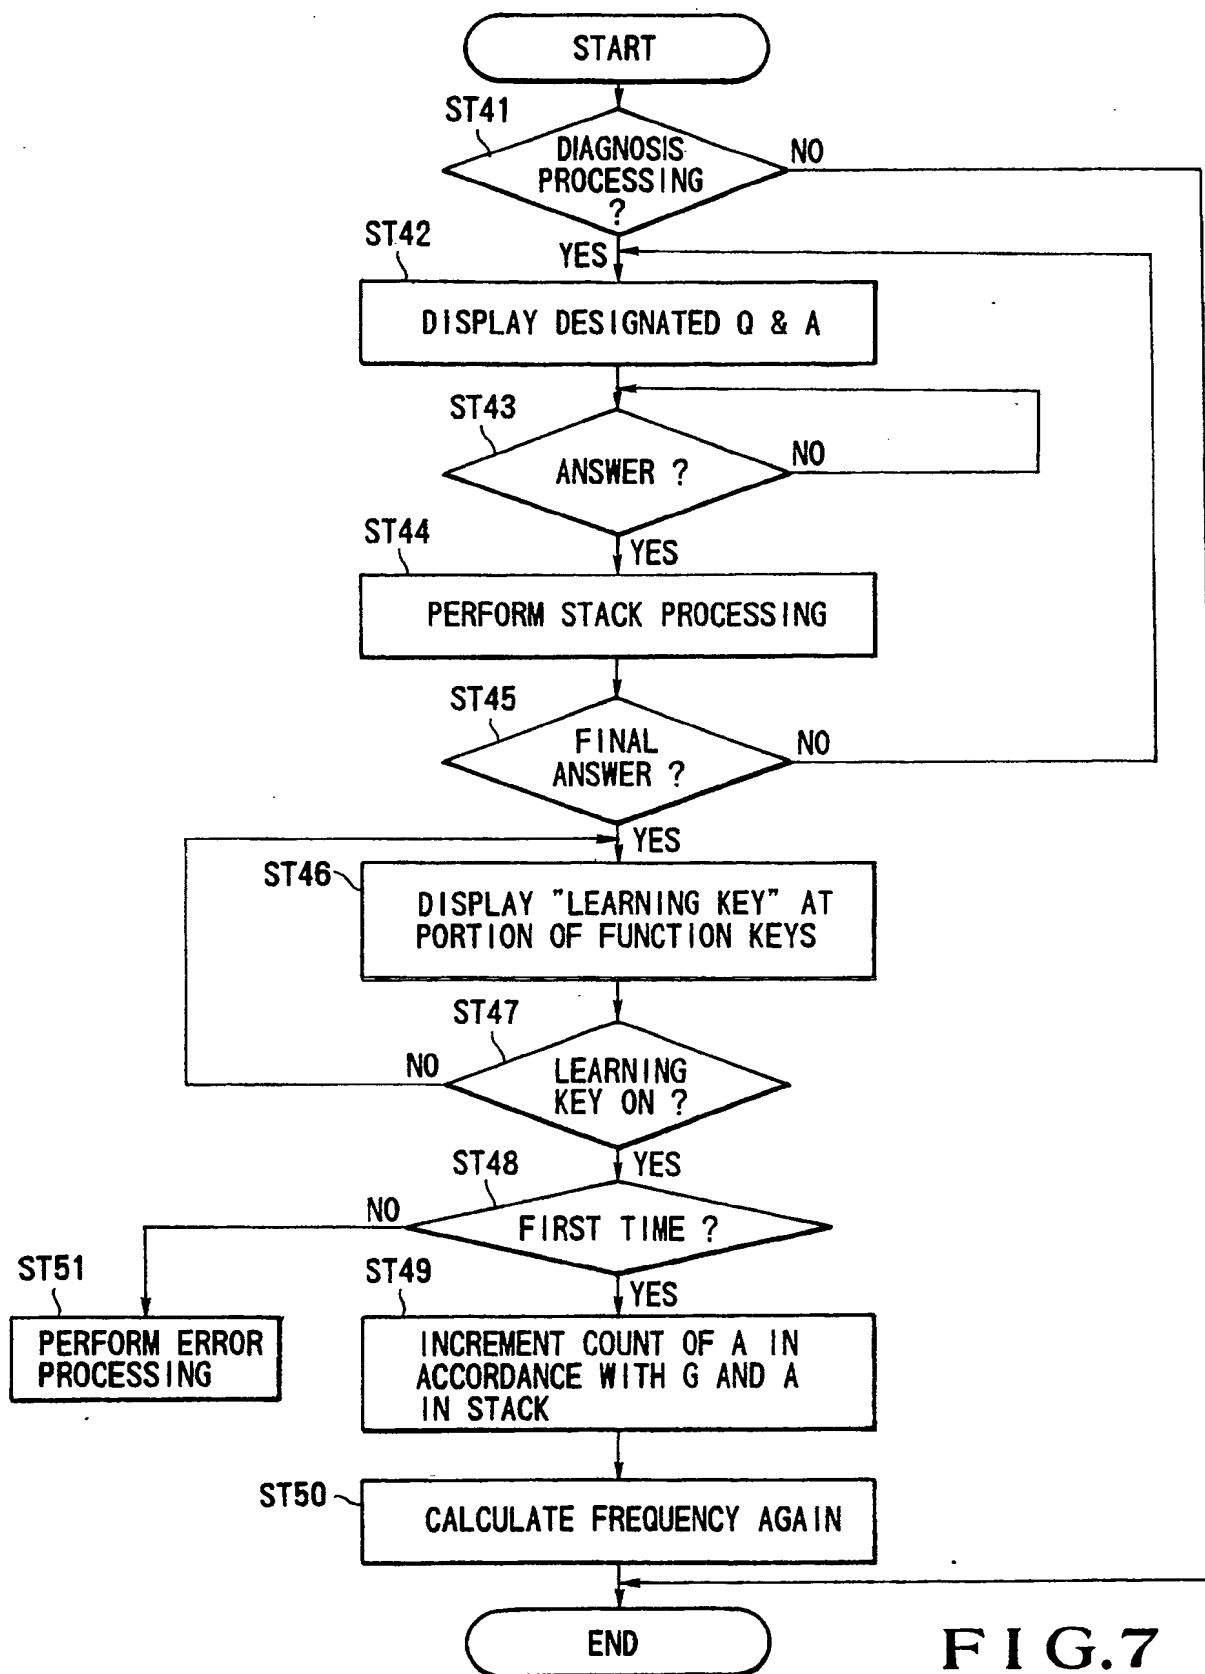 START
ST41
DIAGNOSIS
PROCESSING
?
NO
ST42
YES
DISPLAY DESIGNATED Q & A
ST43
ANSWER ?
NO
ST44
YES
PERFORM STACK PROCESSING
ST45
FINAL
ANSWER ?
NO
YES
ST46
DISPLAY "LEARNING KEY" AT
PORTION OF FUNCTION KEYS
ST47
NO
LEARNING
KEY ON ?
YES
ST48
NO
FIRST TIME ?
ST51
PERFORM ERROR
PROCESSING
ST49
YES
INCREMENT COUNT OF A IN
ACCORDANCE WITH G AND A
IN STACK
ST50
CALCULATE FREQUENCY AGAIN
END
FIG.7